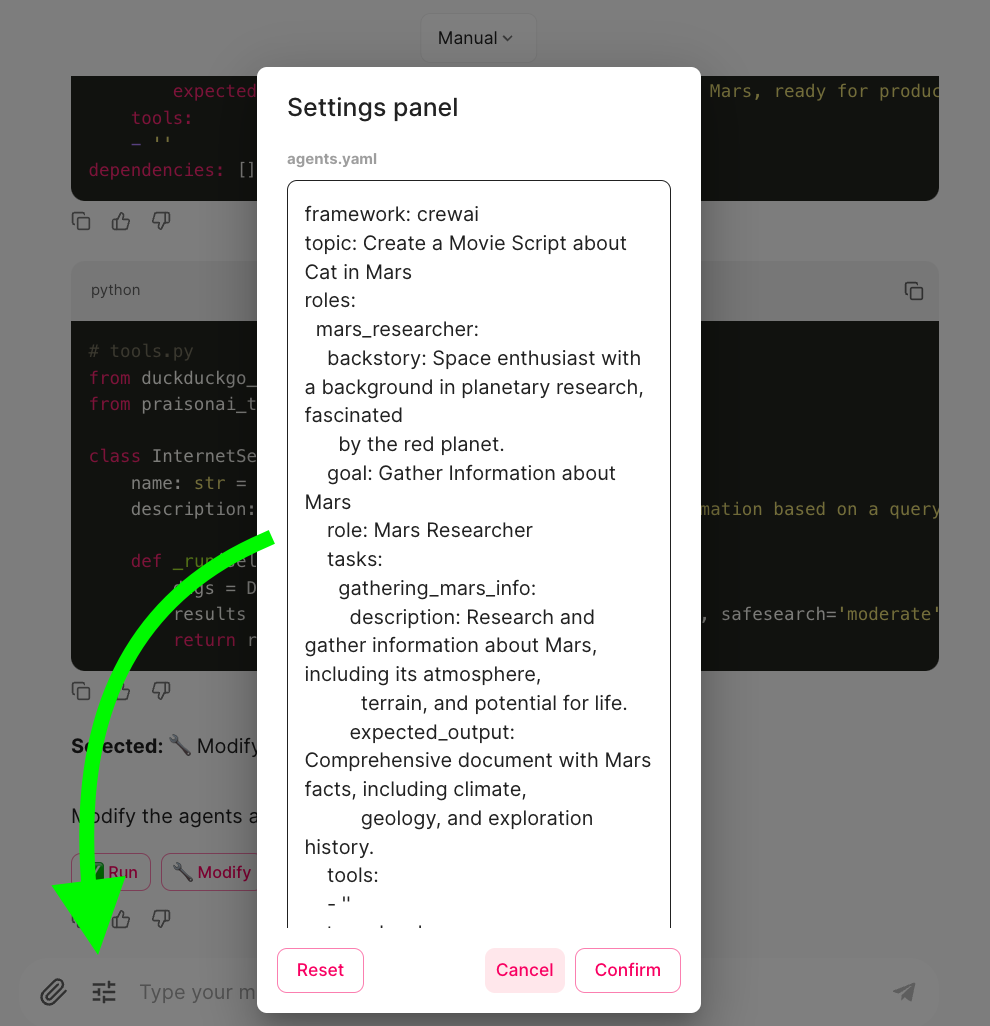 Manual
expected
Mars, ready for produc
tools:
- ''
dependencies: []
python
# tools.py
from duckduckgo_
from praisonai_t
class InternetSe
name: str =
description:
mation based on a query
def _run(sel
ddgs = D
results
, safesearch='moderate'
return r
Selected: 🔧 Modify
Modify the agents a
✅ Run
🔧 Modify
Type your m
Settings panel
agents.yaml
framework: crewai
topic: Create a Movie Script about
Cat in Mars
roles:
  mars_researcher:
    backstory: Space enthusiast with
a background in planetary research,
fascinated
      by the red planet.
    goal: Gather Information about
Mars
    role: Mars Researcher
    tasks:
      gathering_mars_info:
        description: Research and
gather information about Mars,
including its atmosphere,
          terrain, and potential for life.
        expected_output:
Comprehensive document with Mars
facts, including climate,
          geology, and exploration
history.
    tools:
    - ''
Reset
Cancel
Confirm